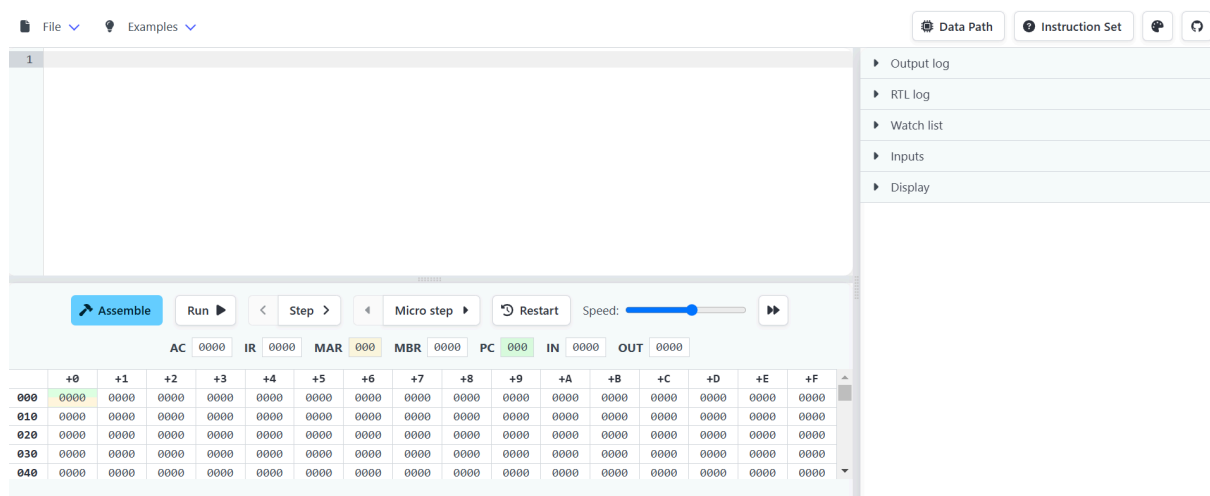 File Examples Data Path Instruction Set
1
Output log
RTL log
Watch list
Inputs
Display
Assemble Run Step Micro step Restart Speed:
AC 0000 IR 0000 MAR 000 MBR 0000 PC 000 IN 0000 OUT 0000
+0 +1 +2 +3 +4 +5 +6 +7 +8 +9 +A +B +C +D +E +F
000 0000 0000 0000 0000 0000 0000 0000 0000 0000 0000 0000 0000 0000 0000 0000 0000
010 0000 0000 0000 0000 0000 0000 0000 0000 0000 0000 0000 0000 0000 0000 0000 0000
020 0000 0000 0000 0000 0000 0000 0000 0000 0000 0000 0000 0000 0000 0000 0000 0000
030 0000 0000 0000 0000 0000 0000 0000 0000 0000 0000 0000 0000 0000 0000 0000 0000
040 0000 0000 0000 0000 0000 0000 0000 0000 0000 0000 0000 0000 0000 0000 0000 0000